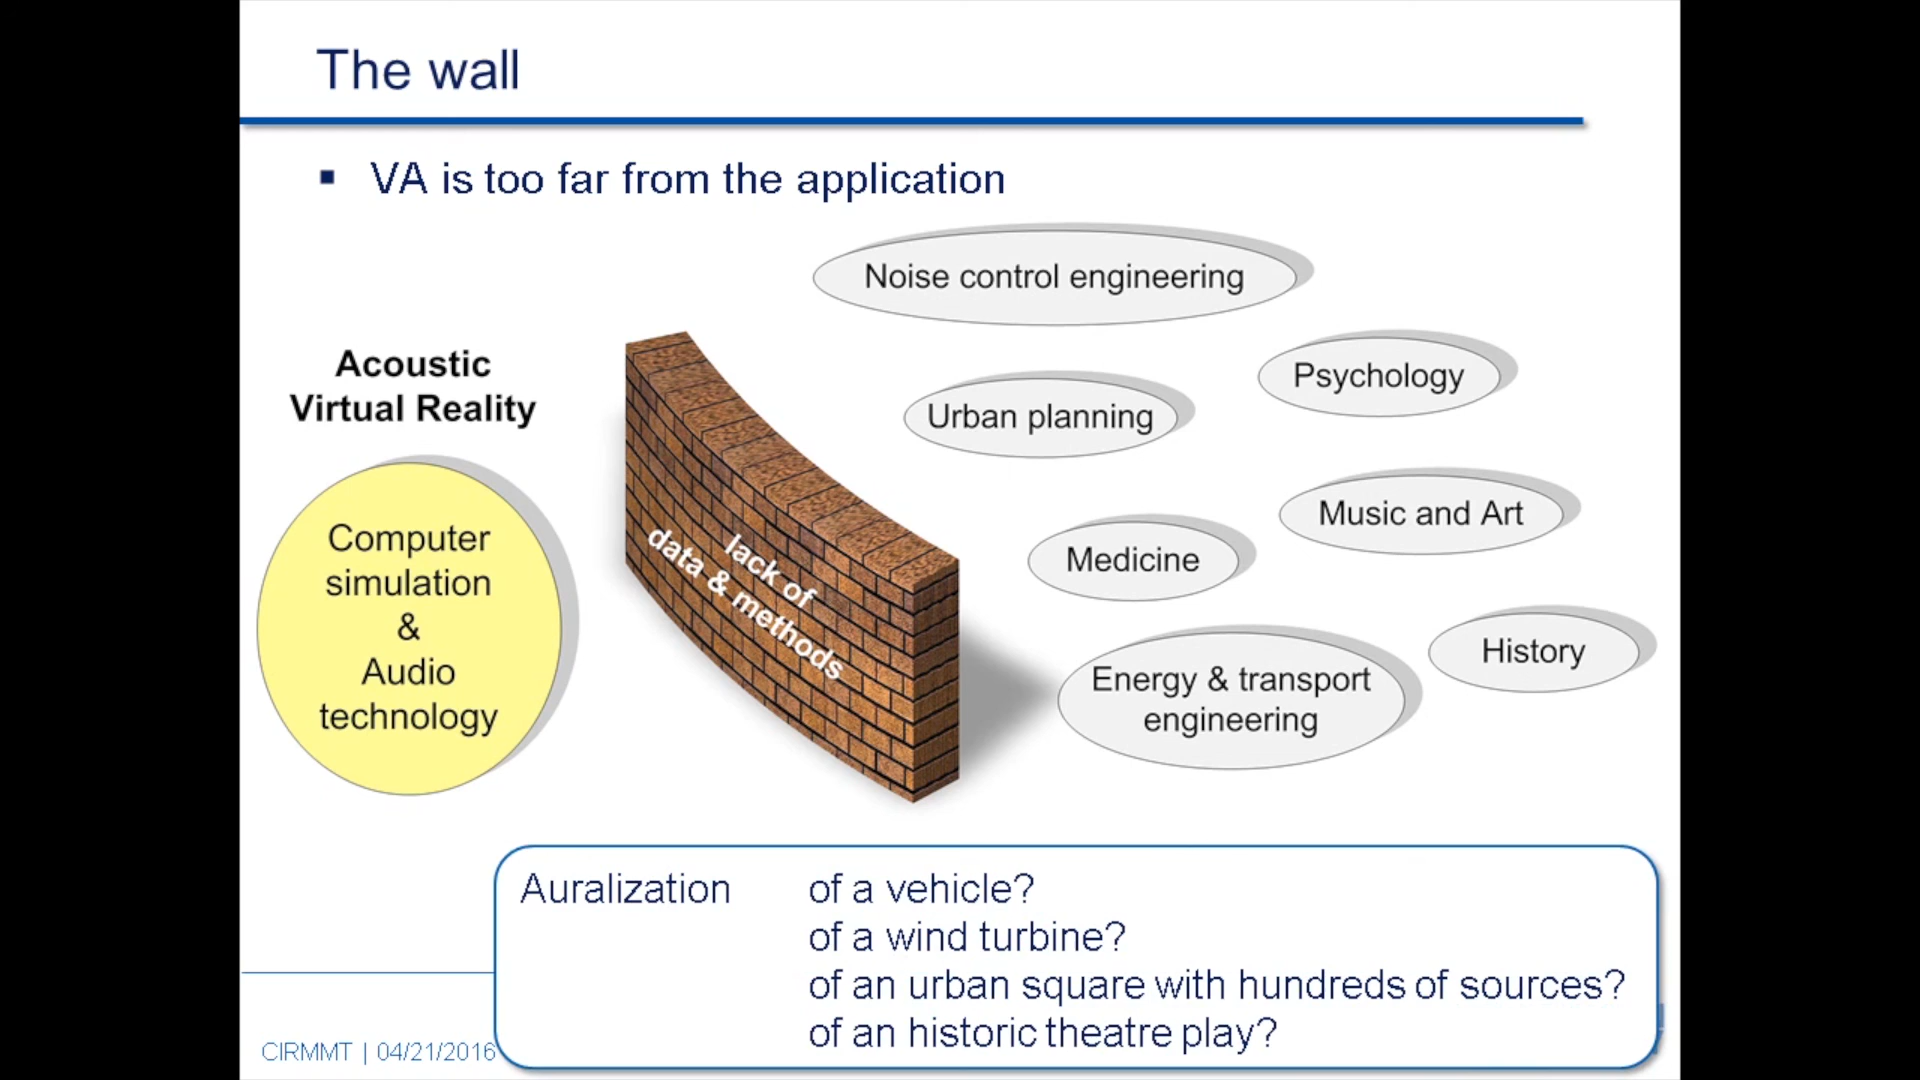 The wall
▪ VA is too far from the application
Noise control engineering
Psychology
Urban planning
Acoustic
Virtual Reality
Music and Art
Medicine
Computer
simulation
&
Audio
technology
lack of
data & methods
History
Energy & transport
engineering
Auralization of a vehicle?
of a wind turbine?
of an urban square with hundreds of sources?
of an historic theatre play?
CIRMMT | 04/21/2016